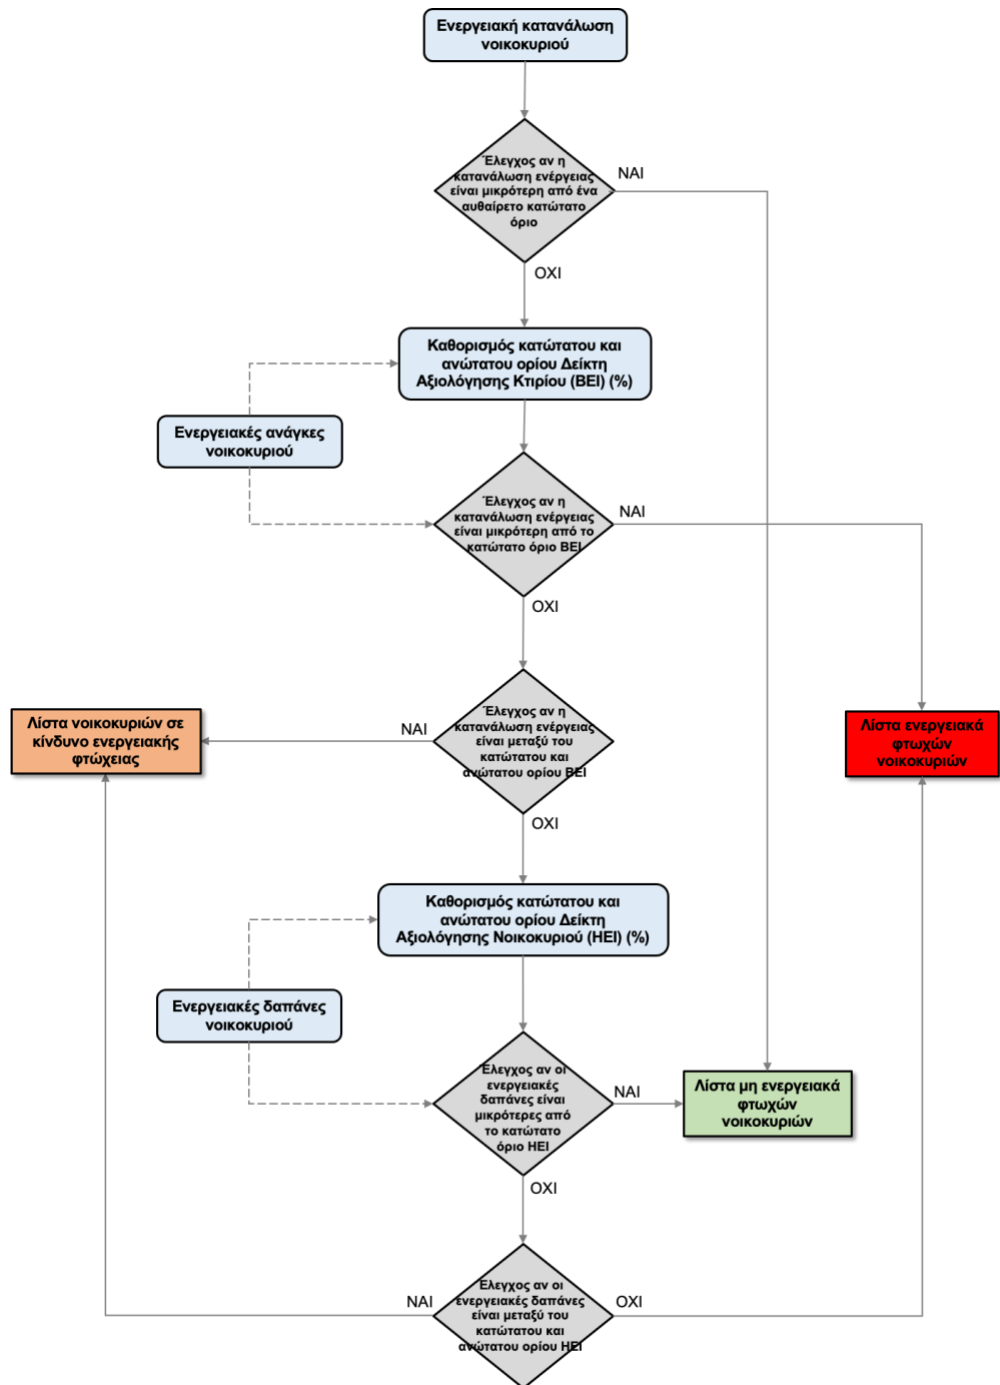 Ενεργειακή κατανάλωση
νοικοκυριού
Έλεγχος αν η
κατανάλωση ενέργειας
είναι μικρότερη από ένα
αυθαίρετο κατώτατο
όριο
ΝΑΙ
ΟΧΙ
Καθορισμός κατώτατου και
ανώτατου ορίου Δείκτη
Αξιολόγησης Κτιρίου (BEI) (%)
Ενεργειακές ανάγκες
νοικοκυριού
Έλεγχος αν η
κατανάλωση ενέργειας
είναι μικρότερη από το
κατώτατο όριο BEI
ΝΑΙ
ΟΧΙ
Λίστα νοικοκυριών σε
κίνδυνο ενεργειακής
φτώχειας
ΝΑΙ
Έλεγχος αν η
κατανάλωση ενέργειας
είναι μεταξύ του
κατώτατου και
ανώτατου ορίου BEI
Λίστα ενεργειακά
φτωχών
νοικοκυριών
ΟΧΙ
Καθορισμός κατώτατου και
ανώτατου ορίου Δείκτη
Αξιολόγησης Νοικοκυριού (HEI) (%)
Ενεργειακές δαπάνες
νοικοκυριού
Έλεγχος αν οι
ενεργειακές
δαπάνες είναι
μικρότερες από
το κατώτατο
όριο HEI
ΝΑΙ
Λίστα μη ενεργειακά
φτωχών
νοικοκυριών
ΟΧΙ
ΝΑΙ
Έλεγχος αν οι
ενεργειακές δαπάνες
είναι μεταξύ του
κατώτατου και
ανώτατου ορίου HEI
ΟΧΙ